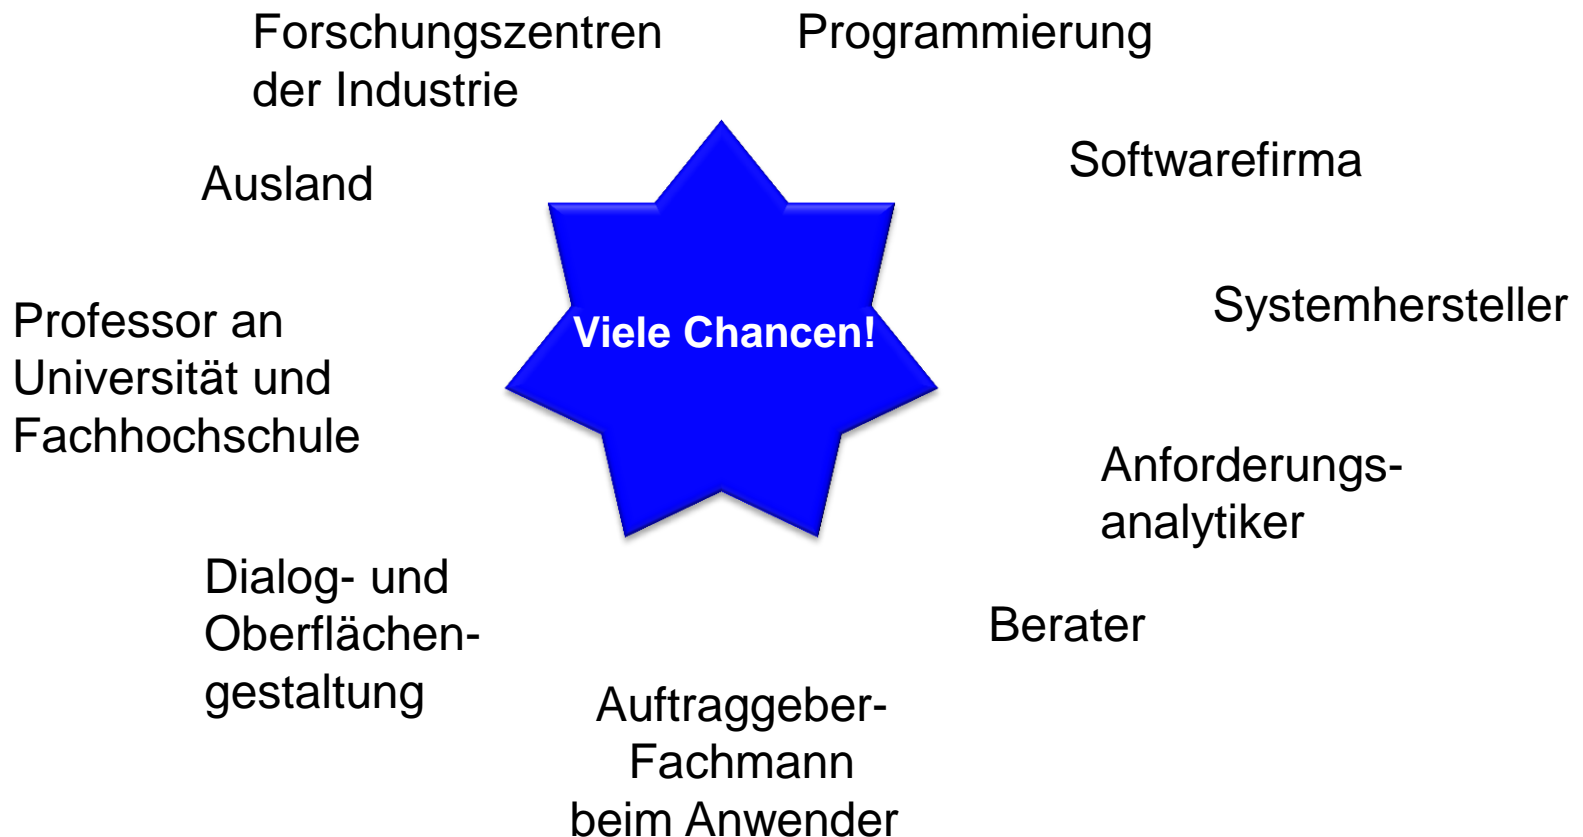 Forschungszentren
der Industrie
Programmierung
Ausland
Softwarefirma
Professor an
Universität und
Fachhochschule
Viele Chancen!
Systemhersteller
Anforderungs-
analytiker
Dialog- und
Oberflächen-
gestaltung
Berater
Auftraggeber-
Fachmann
beim Anwender